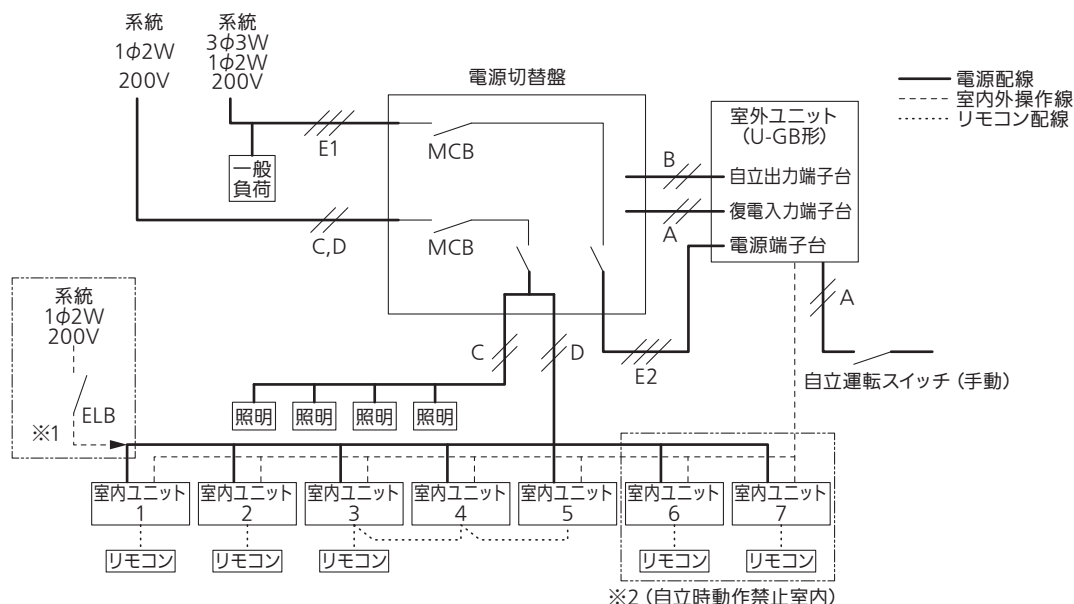 系統
1φ2W
200V
系統
3φ3W
1φ2W
200V
電源切替盤
電源配線
室内外操作線
リモコン配線
E1
一般
負荷
MCB
室外ユニット
(U-GB形)
B
自立出力端子台
復電入力端子台
A
C,D
MCB
電源端子台
A
系統
1φ2W
200V
ELB
※1
C
D
E2
自立運転スイッチ（手動）
照明
照明
照明
照明
室内ユニット
1
室内ユニット
2
室内ユニット
3
室内ユニット
4
室内ユニット
5
室内ユニット
6
室内ユニット
7
リモコン
リモコン
リモコン
リモコン
リモコン
※2（自立時動作禁止室内）